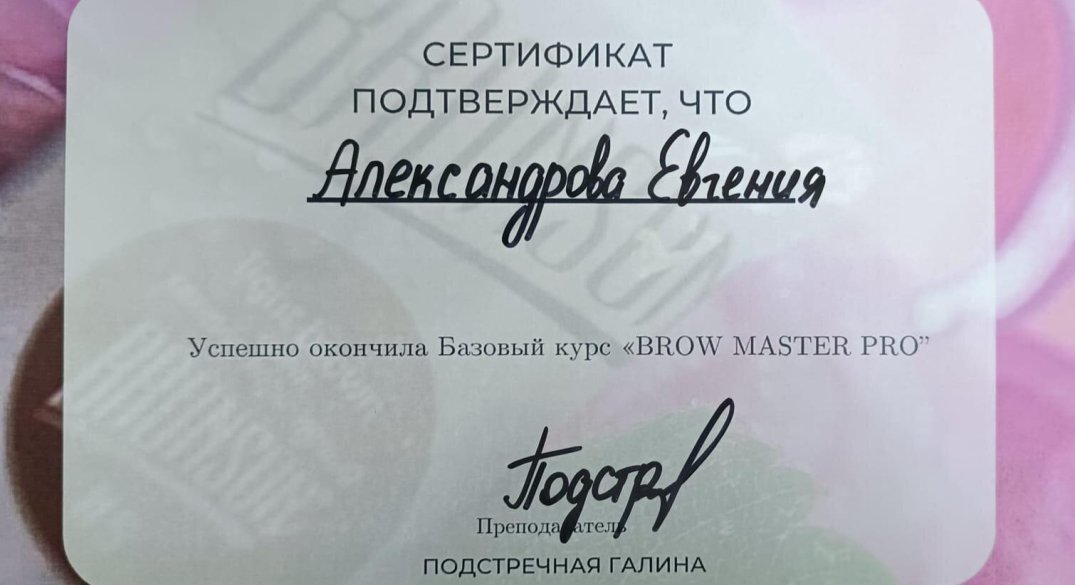 СЕРТИФИКАТ
ПОДТВЕРЖДАЕТ, ЧТО
Александрова Евгения
Успешно окончила Базовый курс «BROW MASTER PRO”
Подстр
Преподаватель
ПОДСТРЕЧНАЯ ГАЛИНА